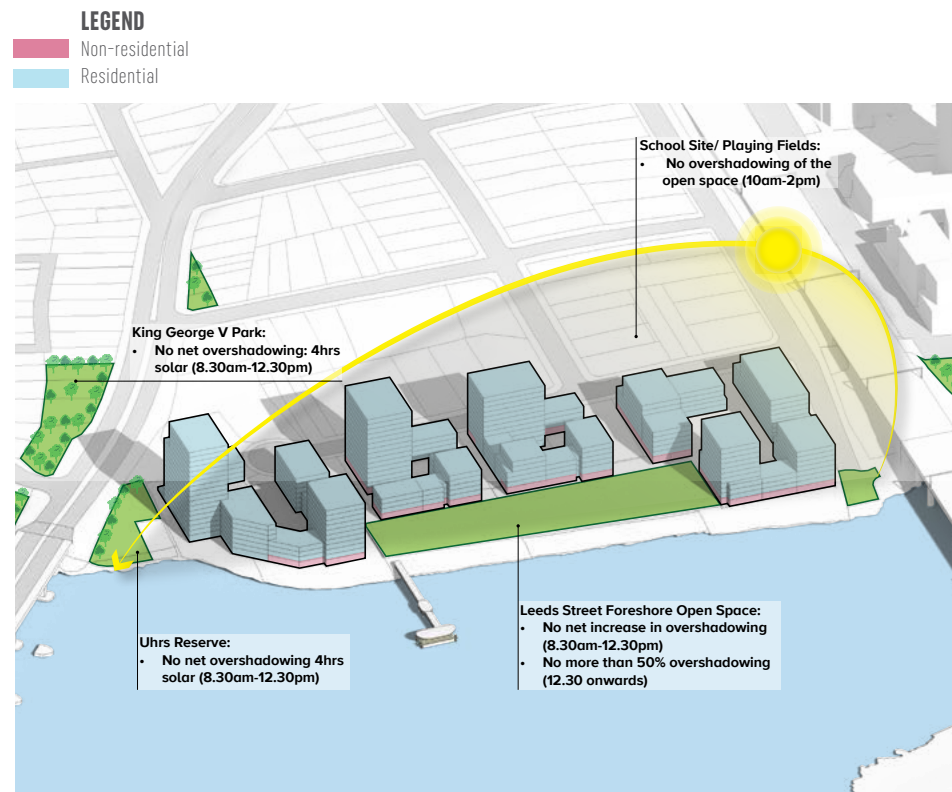 LEGEND
Non-residential
Residential
School Site/ Playing Fields:
• No overshadowing of the
open space (10am-2pm)
King George V Park:
• No net overshadowing: 4hrs
solar (8.30am-12.30pm)
Uhrs Reserve:
• No net overshadowing 4hrs
solar (8.30am-12.30pm)
Leeds Street Foreshore Open Space:
• No net increase in overshadowing
(8.30am-12.30pm)
• No more than 50% overshadowing
(12.30 onwards)